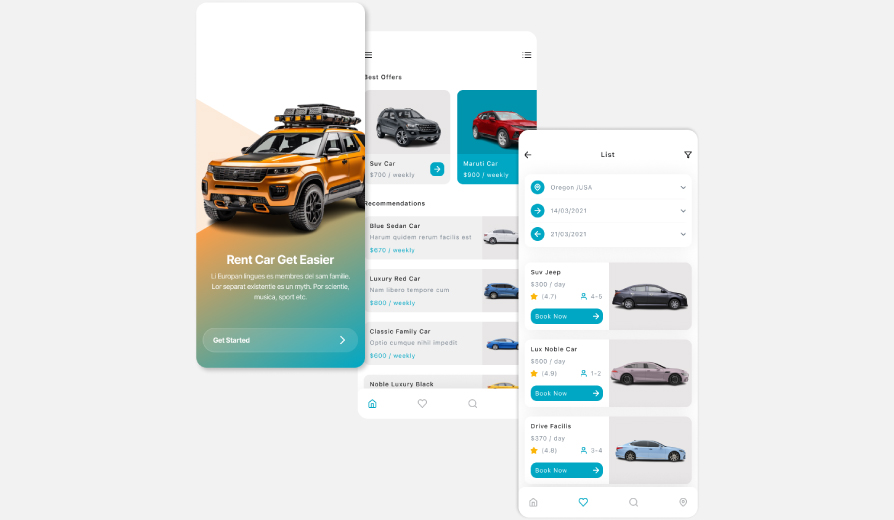 Rent Car Get Easier
Li Europan lingues es membres del sam familie.
Lor separat existentie es un myth. Por scientie,
musica, sport etc.
Get Started
Best Offers
Suv Car
$700 / weekly
Maruti Car
$900 / weekly
Recommendations
Blue Sedan Car
Harum quidem rerum facilis est
$670 / weekly
Luxury Red Car
Nam libero tempore cum
$800 / weekly
Classic Family Car
Optio cumque nihil impedit
$600 / weekly
Noble Luxury Black
List
Oregon /USA
14/03/2021
21/03/2021
Suv Jeep
$300 / day
(4.7) 4-5
Book Now
Lux Noble Car
$500 / day
(4.9) 1-2
Book Now
Drive Facilis
$370 / day
(4.8) 3-4
Book Now